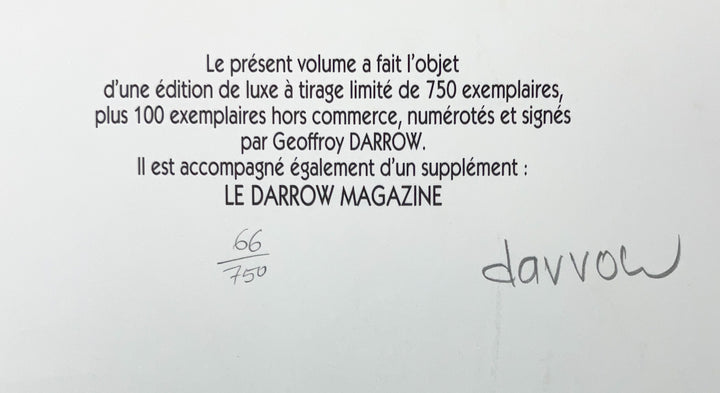 Le présent volume a fait l'objet
d'une édition de luxe à tirage limité de 750 exemplaires,
plus 100 exemplaires hors commerce, numérotés et signés
par Geoffroy DARROW.
Il est accompagné également d'un supplément :
LE DARROW MAGAZINE
66
750
darrow